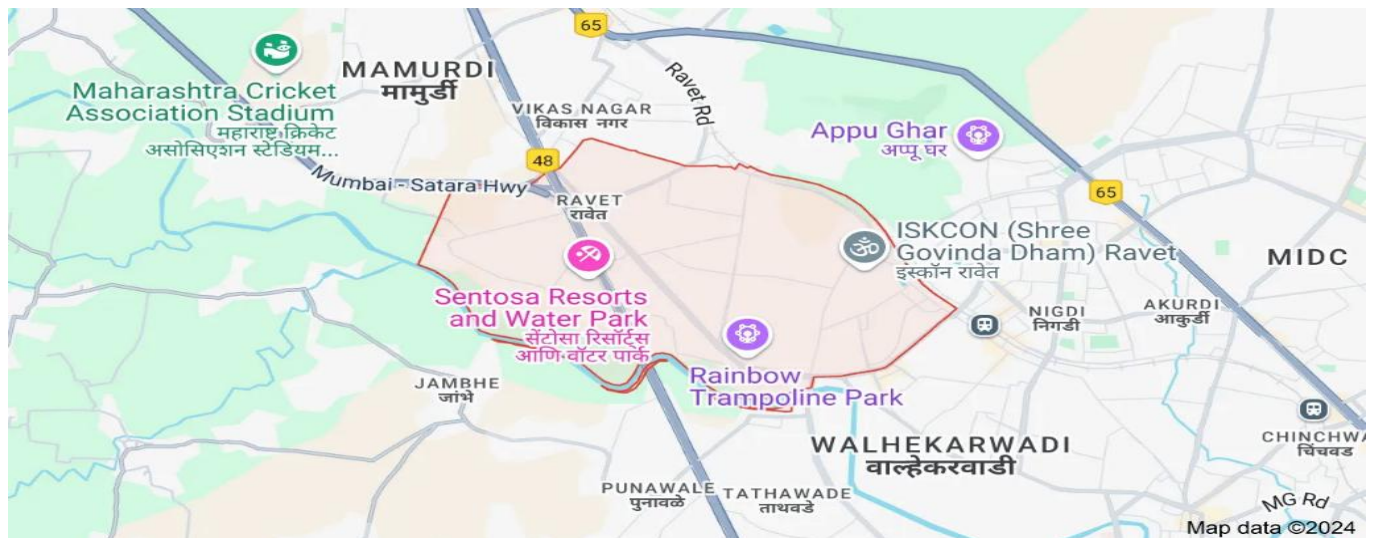 65
MAMURDI
मामुर्डी
Maharashtra Cricket
Association Stadium
महाराष्ट्र क्रिकेट
असोसिएशन स्टेडियम...
Ravet Rd
VIKAS NAGAR
विकास नगर
Appu Ghar
अप्पू घर
48
Mumbai - Satara Hwy
65
RAVET
रावेत
ISKCON (Shree
Govinda Dham) Ravet
इस्कॉन रावेत
MIDC
Sentosa Resorts
and Water Park
सेंटोसा रिसॉर्ट्स
आणि वॉटर पार्क
NIGDI
निगडी
AKURDI
आकुर्डी
Rainbow
Trampoline Park
JAMBHE
जांभे
WALHEKARWADI
वाल्हेकरवाडी
CHINCHWA
चिंचवड
PUNAWALE
पुनावळे
TATHAWADE
ताथवडे
MG Rd
Map data ©2024